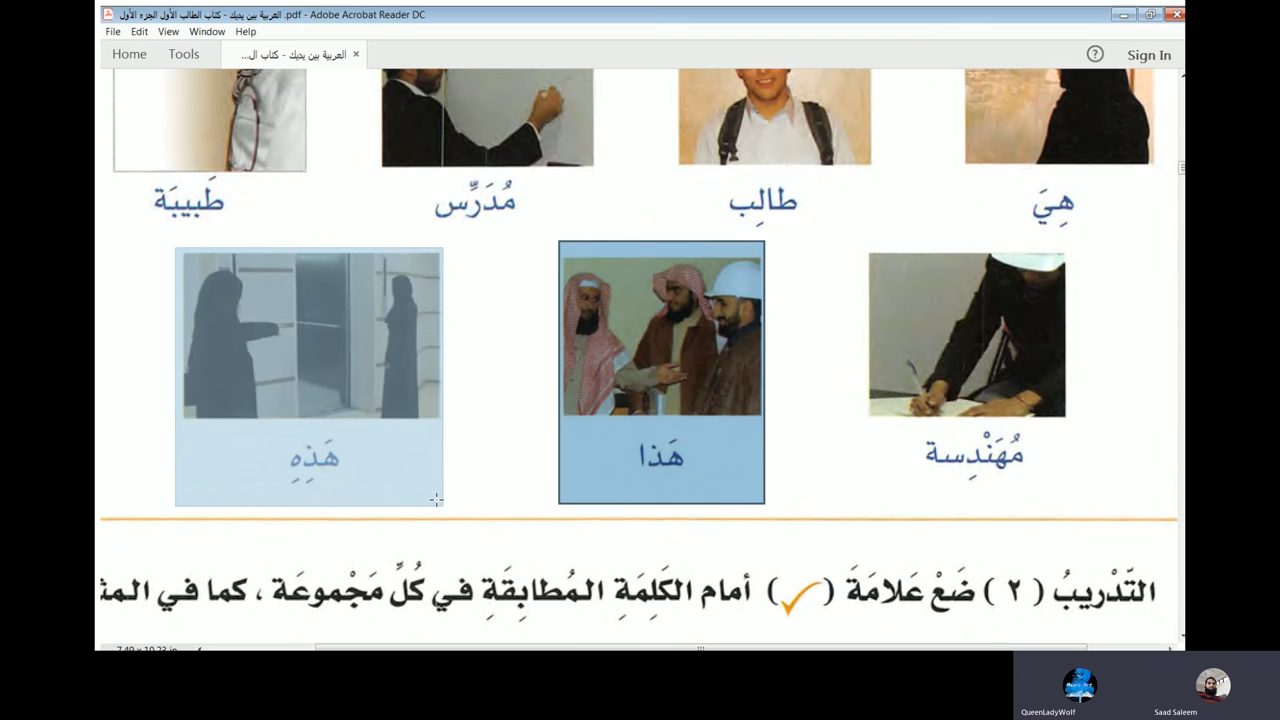 العربية بين يديك - كتاب الطالب الأول الجزء الأول .pdf - Adobe Acrobat Reader DC
File Edit View Window Help
Home Tools العربية بين يديك - كتاب ال... × ? Sign In
هِيَ طالِب مُدَرِّس طَبيبَة
مُهَنْدِسة هَذا هَذِهِ
التَّدْريبُ ( ٢ ) ضَعْ عَلامَةَ ( ✓ ) أمام الكَلِمَةِ المُطابِقَةِ في كُلِّ مَجْموعَة ، كما في
QueenLadyWolf Saad Saleem